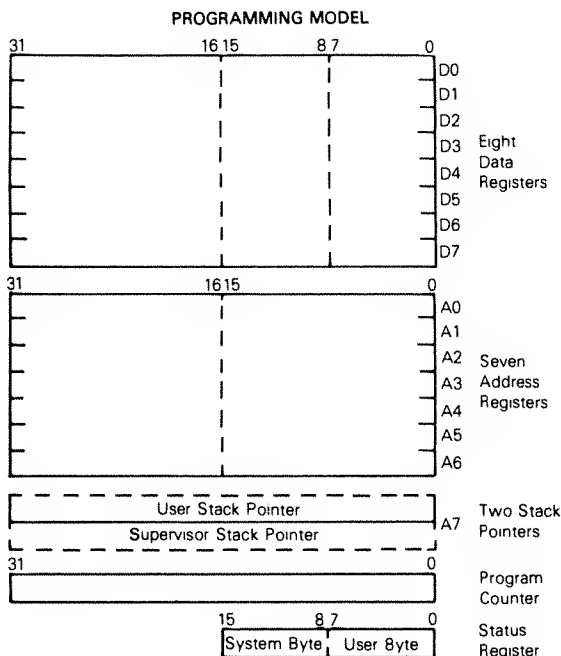 PROGRAMMING MODEL
31 16 15 8 7 0
D0
D1
D2
D3
D4
D5
D6
D7
Eight
Data
Registers
31 16 15 0
A0
A1
A2
A3
A4
A5
A6
Seven
Address
Registers
User Stack Pointer
Supervisor Stack Pointer
A7
Two Stack
Pointers
31 0
Program
Counter
15 8 7 0
System Byte User Byte
Status
Register